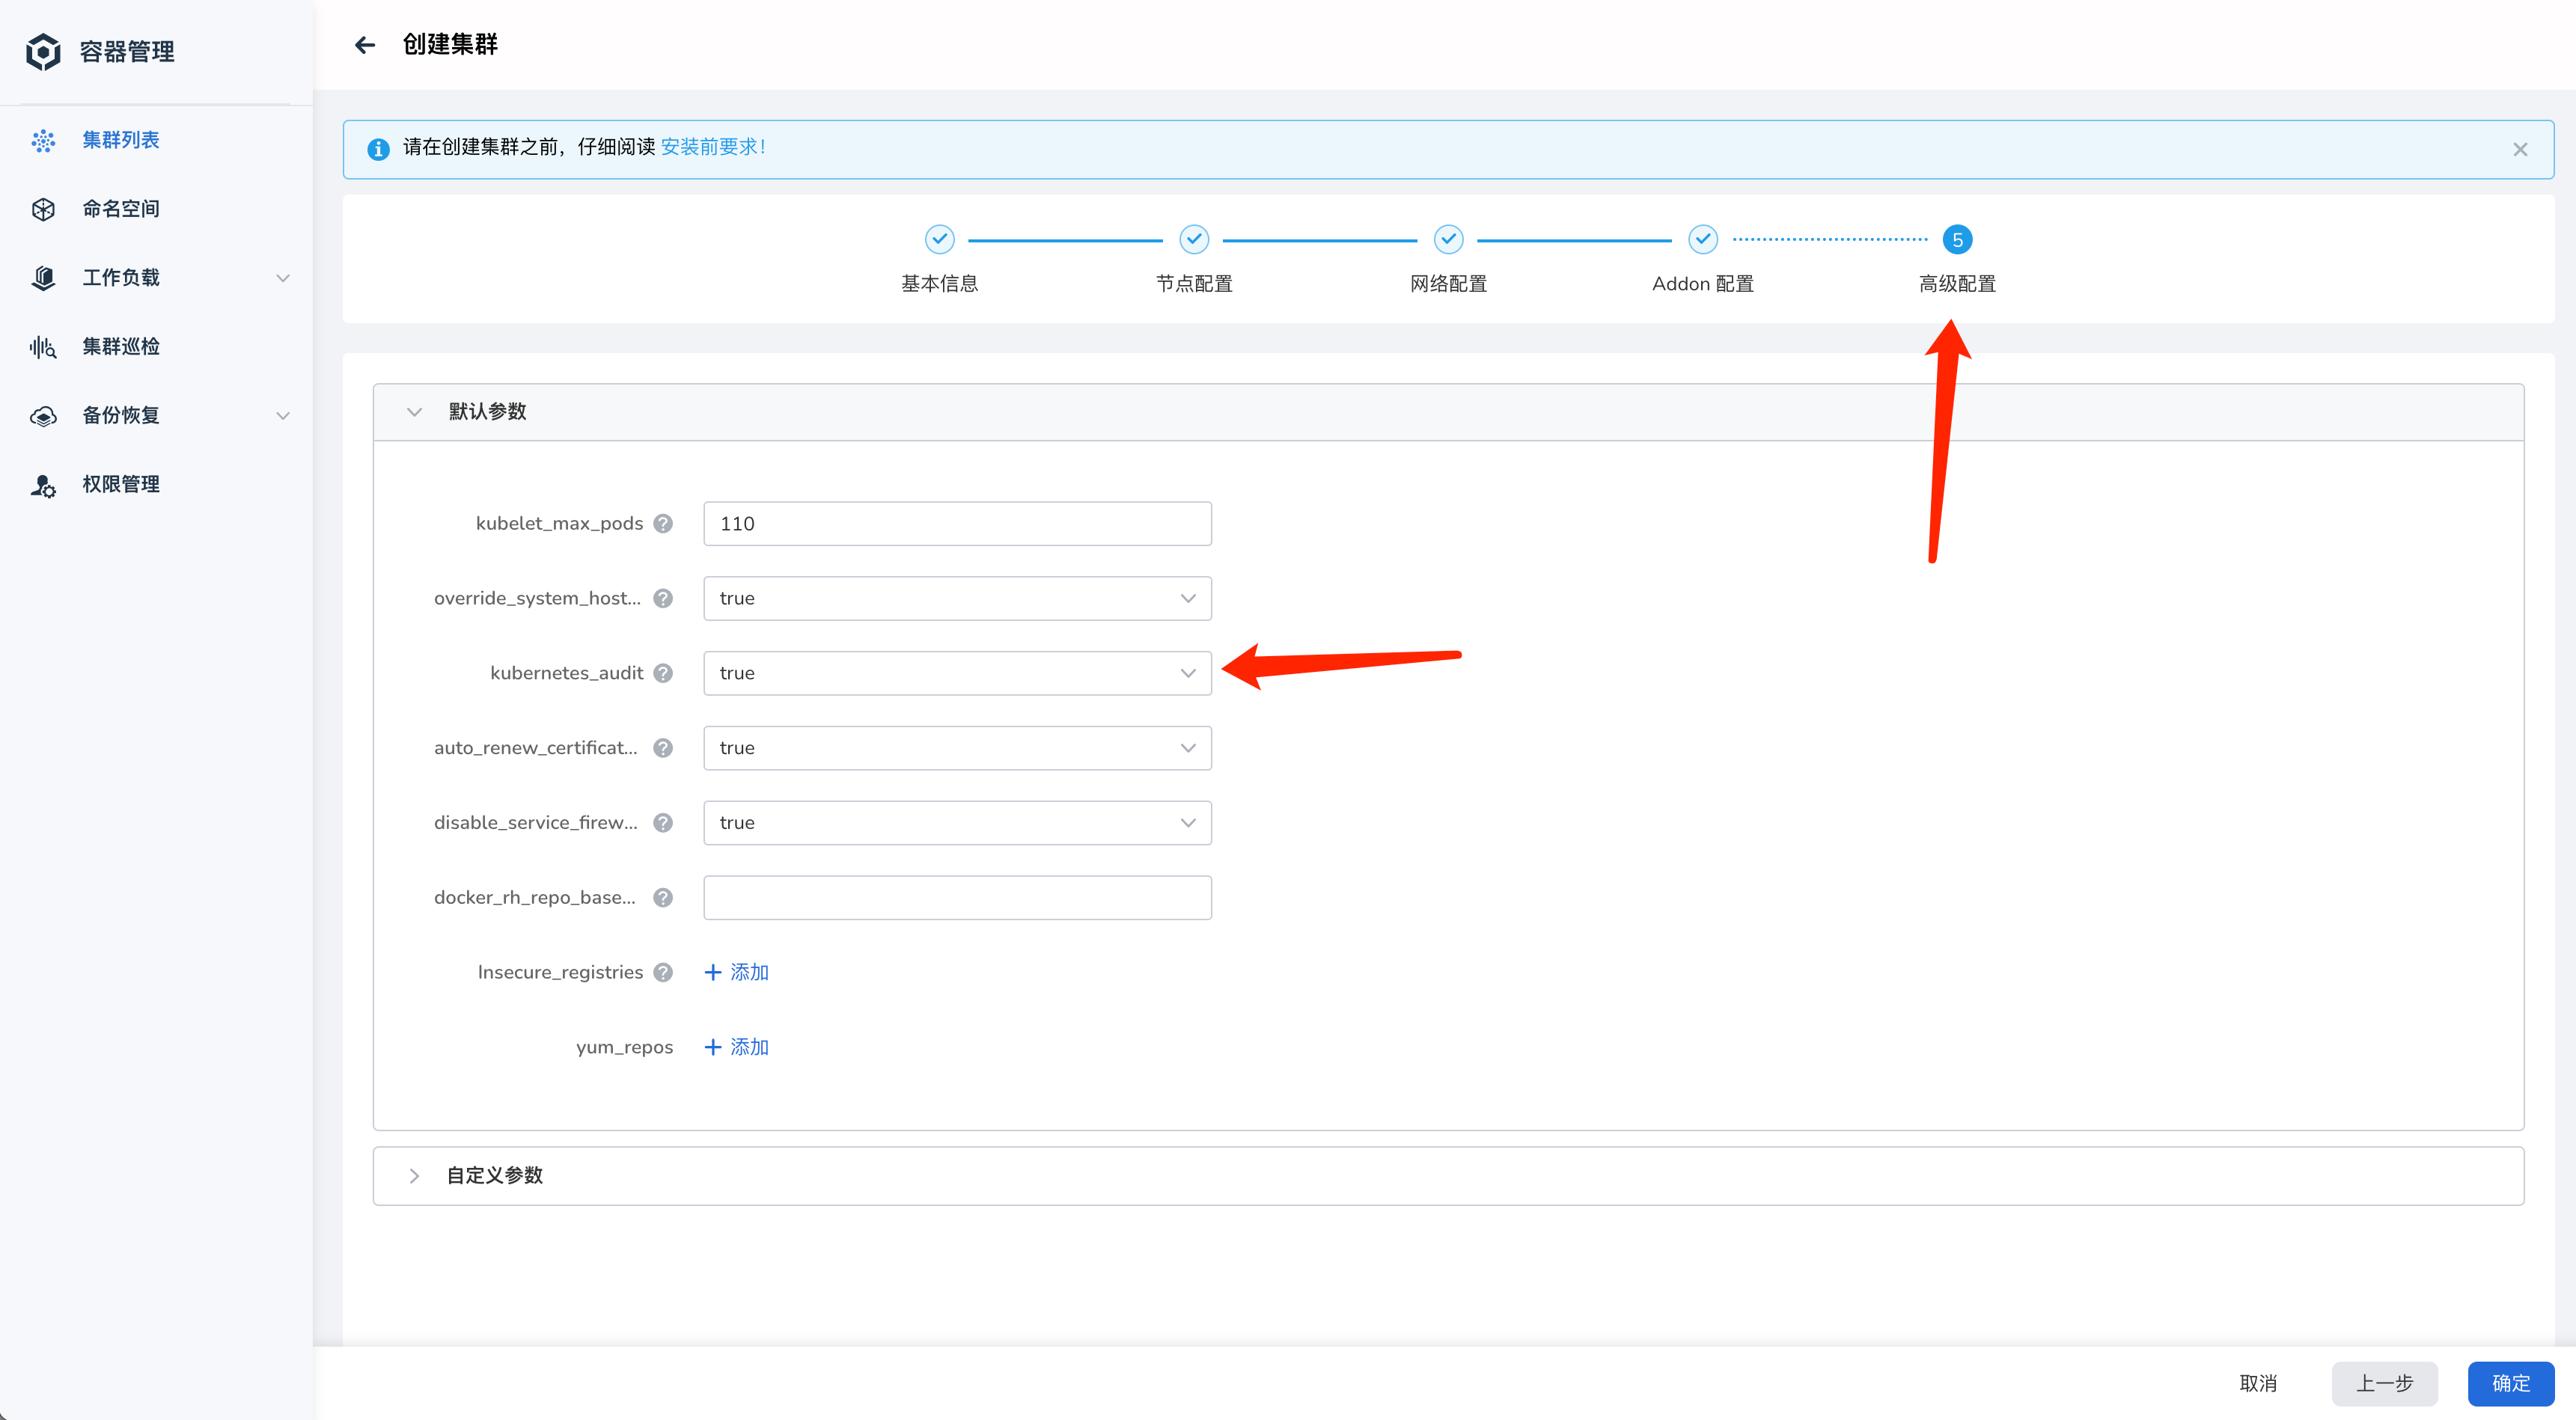 容器管理
集群列表
命名空间
工作负载
集群巡检
备份恢复
权限管理
创建集群
请在创建集群之前，仔细阅读 安装前要求！
5
基本信息
节点配置
网络配置
Addon 配置
高级配置
默认参数
kubelet_max_pods ? 110
override_system_host... ? true
kubernetes_audit ? true
auto_renew_certificat... ? true
disable_service_firew... ? true
docker_rh_repo_base... ?
Insecure_registries ? + 添加
yum_repos + 添加
自定义参数
取消 上一步 确定